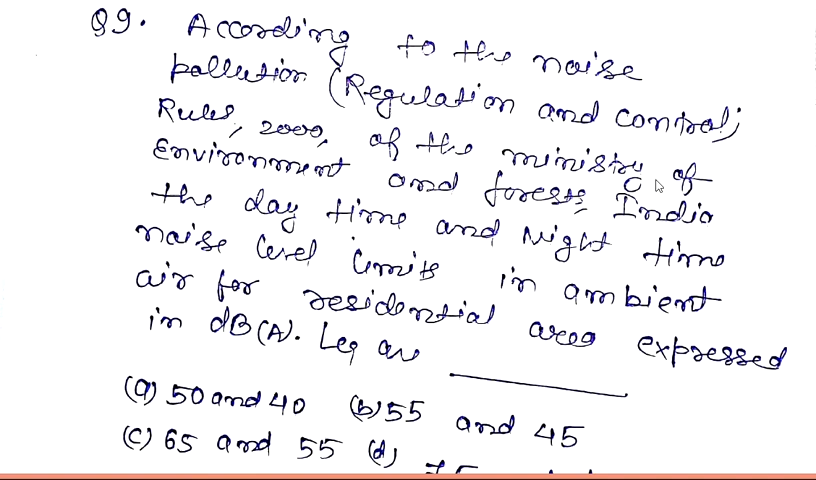 Q9. According to the noise
pollution (Regulation and control)
Rules, 2000, of the ministry of
Environment and forests, India
the day time and Night time
noise level limits in ambient
air for residential area expressed
in dB(A). Leq are ______
(a) 50 and 40 (b) 55 and 45
(c) 65 and 55 (d)